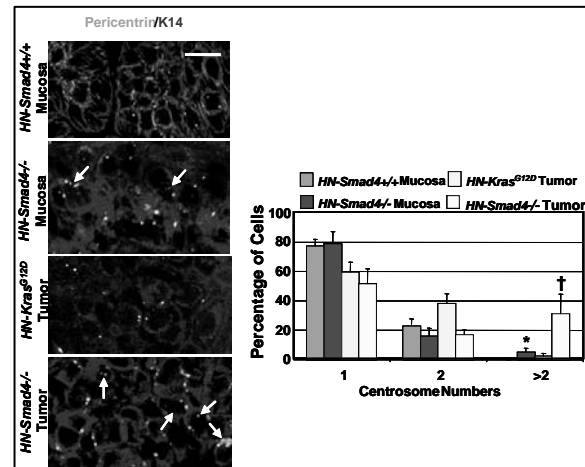 Pericentrin/K14
HN-Smad4+/+
Mucosa
HN-Smad4-/-
Mucosa
HN-KrasG12D
Tumor
HN-Smad4-/-
Tumor
HN-Smad4+/+ Mucosa
HN-KrasG12D Tumor
HN-Smad4-/- Mucosa
HN-Smad4-/- Tumor
Percentage of Cells
100
80
60
40
20
0
*
†
1 2 >2
Centrosome Numbers